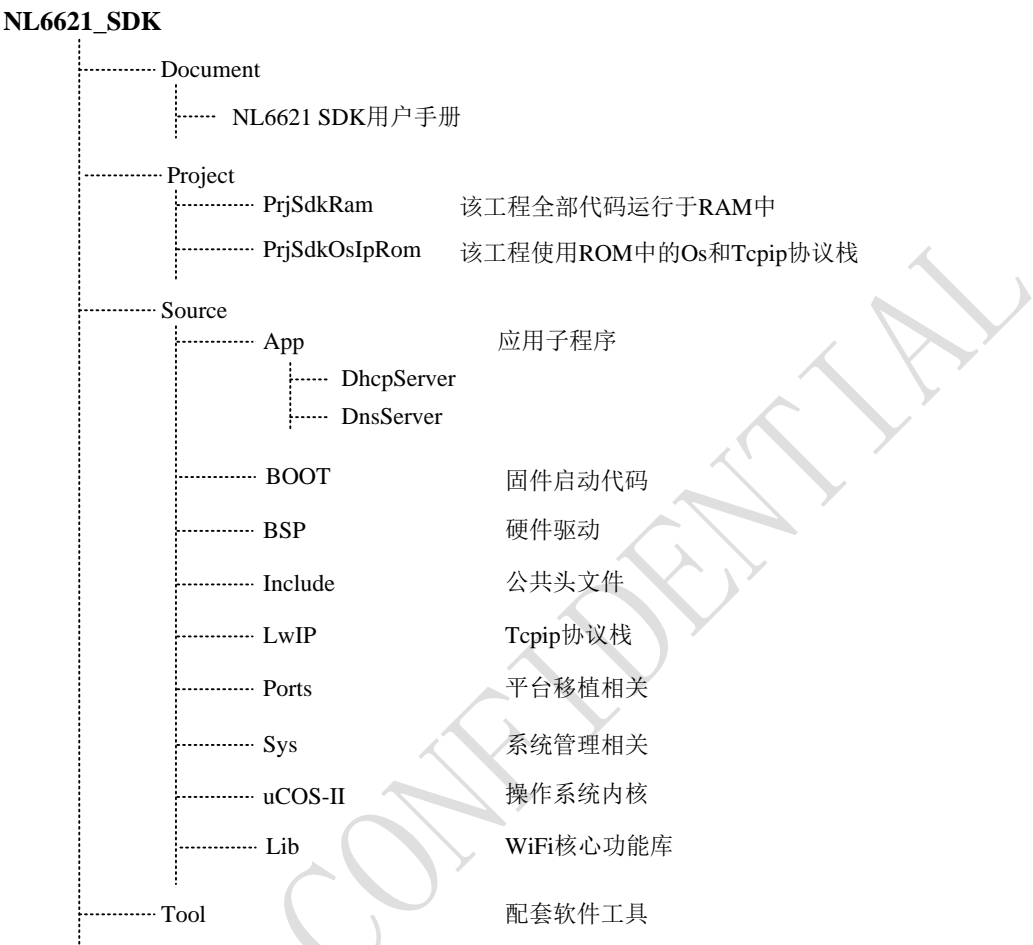 NL6621_SDK
Document
NL6621 SDK用户手册
Project
PrjSdkRam 该工程全部代码运行于RAM中
PrjSdkOsIpRom 该工程使用ROM中的Os和Tcpip协议栈
Source
App 应用子程序
DhcpServer
DnsServer
BOOT 固件启动代码
BSP 硬件驱动
Include 公共头文件
LwIP Tcpip协议栈
Ports 平台移植相关
Sys 系统管理相关
uCOS-II 操作系统内核
Lib WiFi核心功能库
Tool 配套软件工具
CONFIDENTIAL